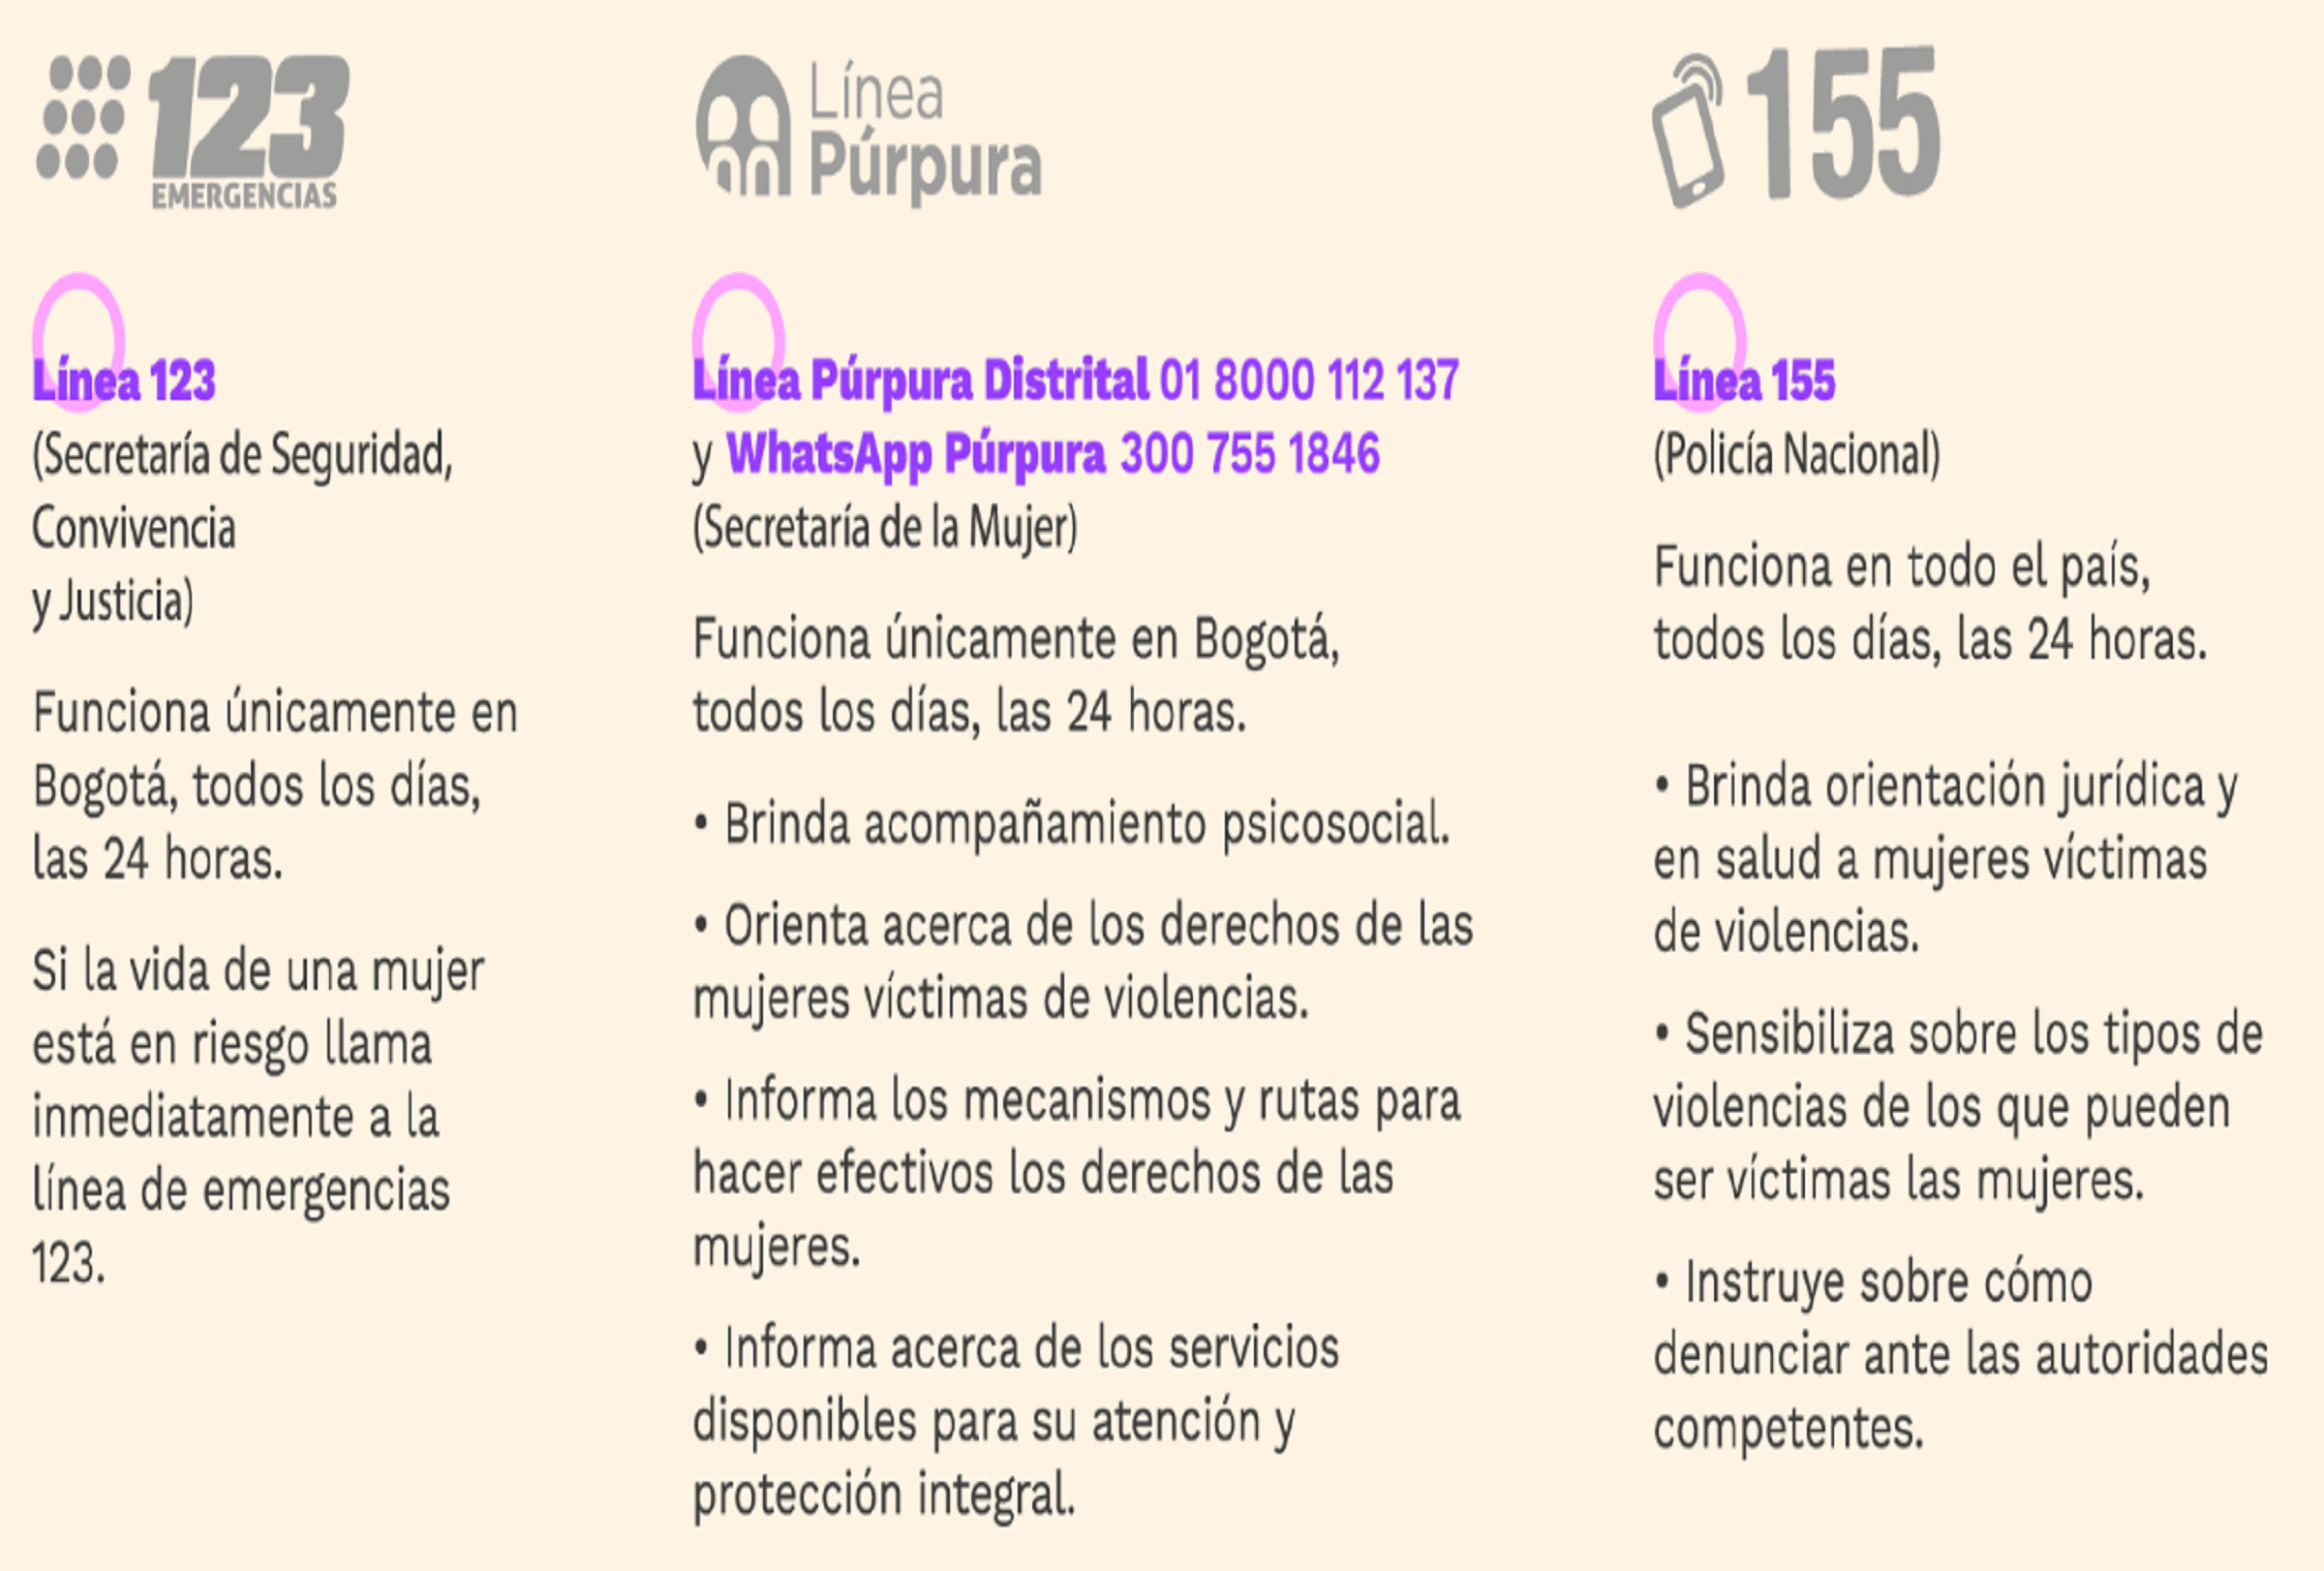 123
EMERGENCIAS
Línea 123
(Secretaría de Seguridad,
Convivencia
y Justicia)
Funciona únicamente en
Bogotá, todos los días,
las 24 horas.
Si la vida de una mujer
está en riesgo llama
inmediatamente a la
línea de emergencias
123.
Línea
Púrpura
Línea Púrpura Distrital 01 8000 112 137
y WhatsApp Púrpura 300 755 1846
(Secretaría de la Mujer)
Funciona únicamente en Bogotá,
todos los días, las 24 horas.
• Brinda acompañamiento psicosocial.
• Orienta acerca de los derechos de las
mujeres víctimas de violencias.
• Informa los mecanismos y rutas para
hacer efectivos los derechos de las
mujeres.
• Informa acerca de los servicios
disponibles para su atención y
protección integral.
155
Línea 155
(Policía Nacional)
Funciona en todo el país,
todos los días, las 24 horas.
• Brinda orientación jurídica y
en salud a mujeres víctimas
de violencias.
• Sensibiliza sobre los tipos de
violencias de los que pueden
ser víctimas las mujeres.
• Instruye sobre cómo
denunciar ante las autoridades
competentes.